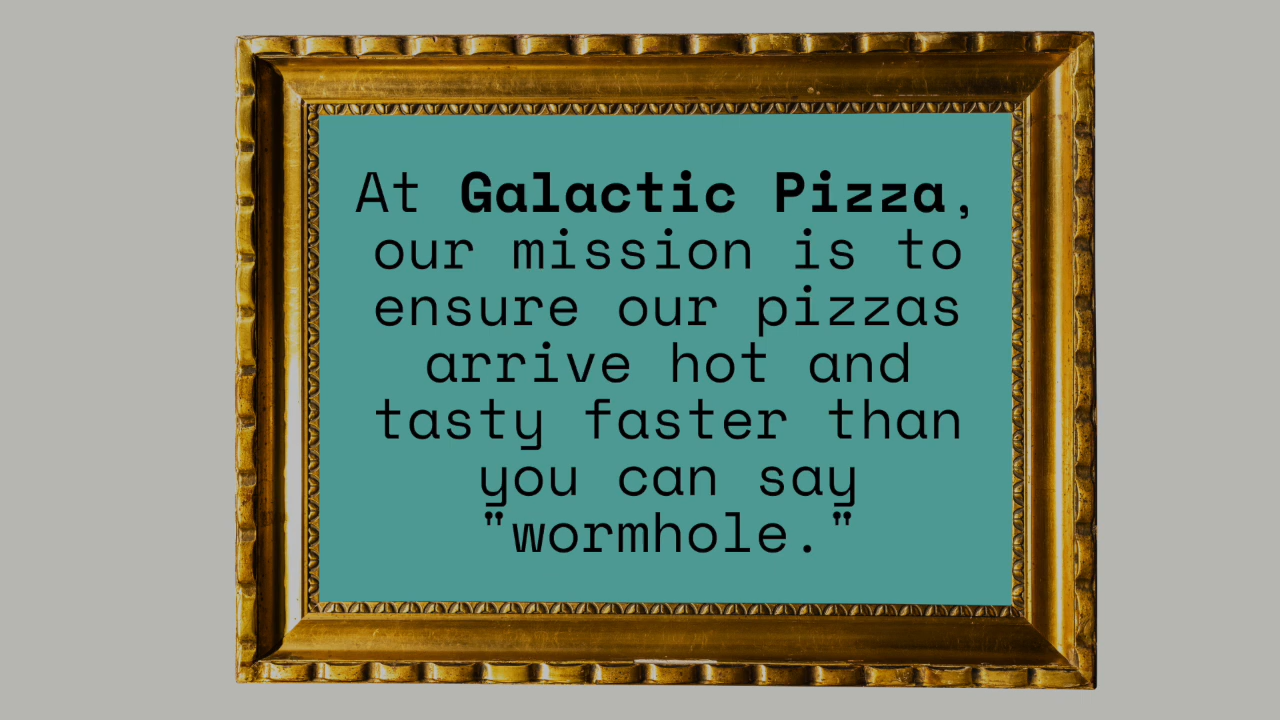 At Galactic Pizza,
our mission is to
ensure our pizzas
arrive hot and
tasty faster than
you can say
"wormhole."